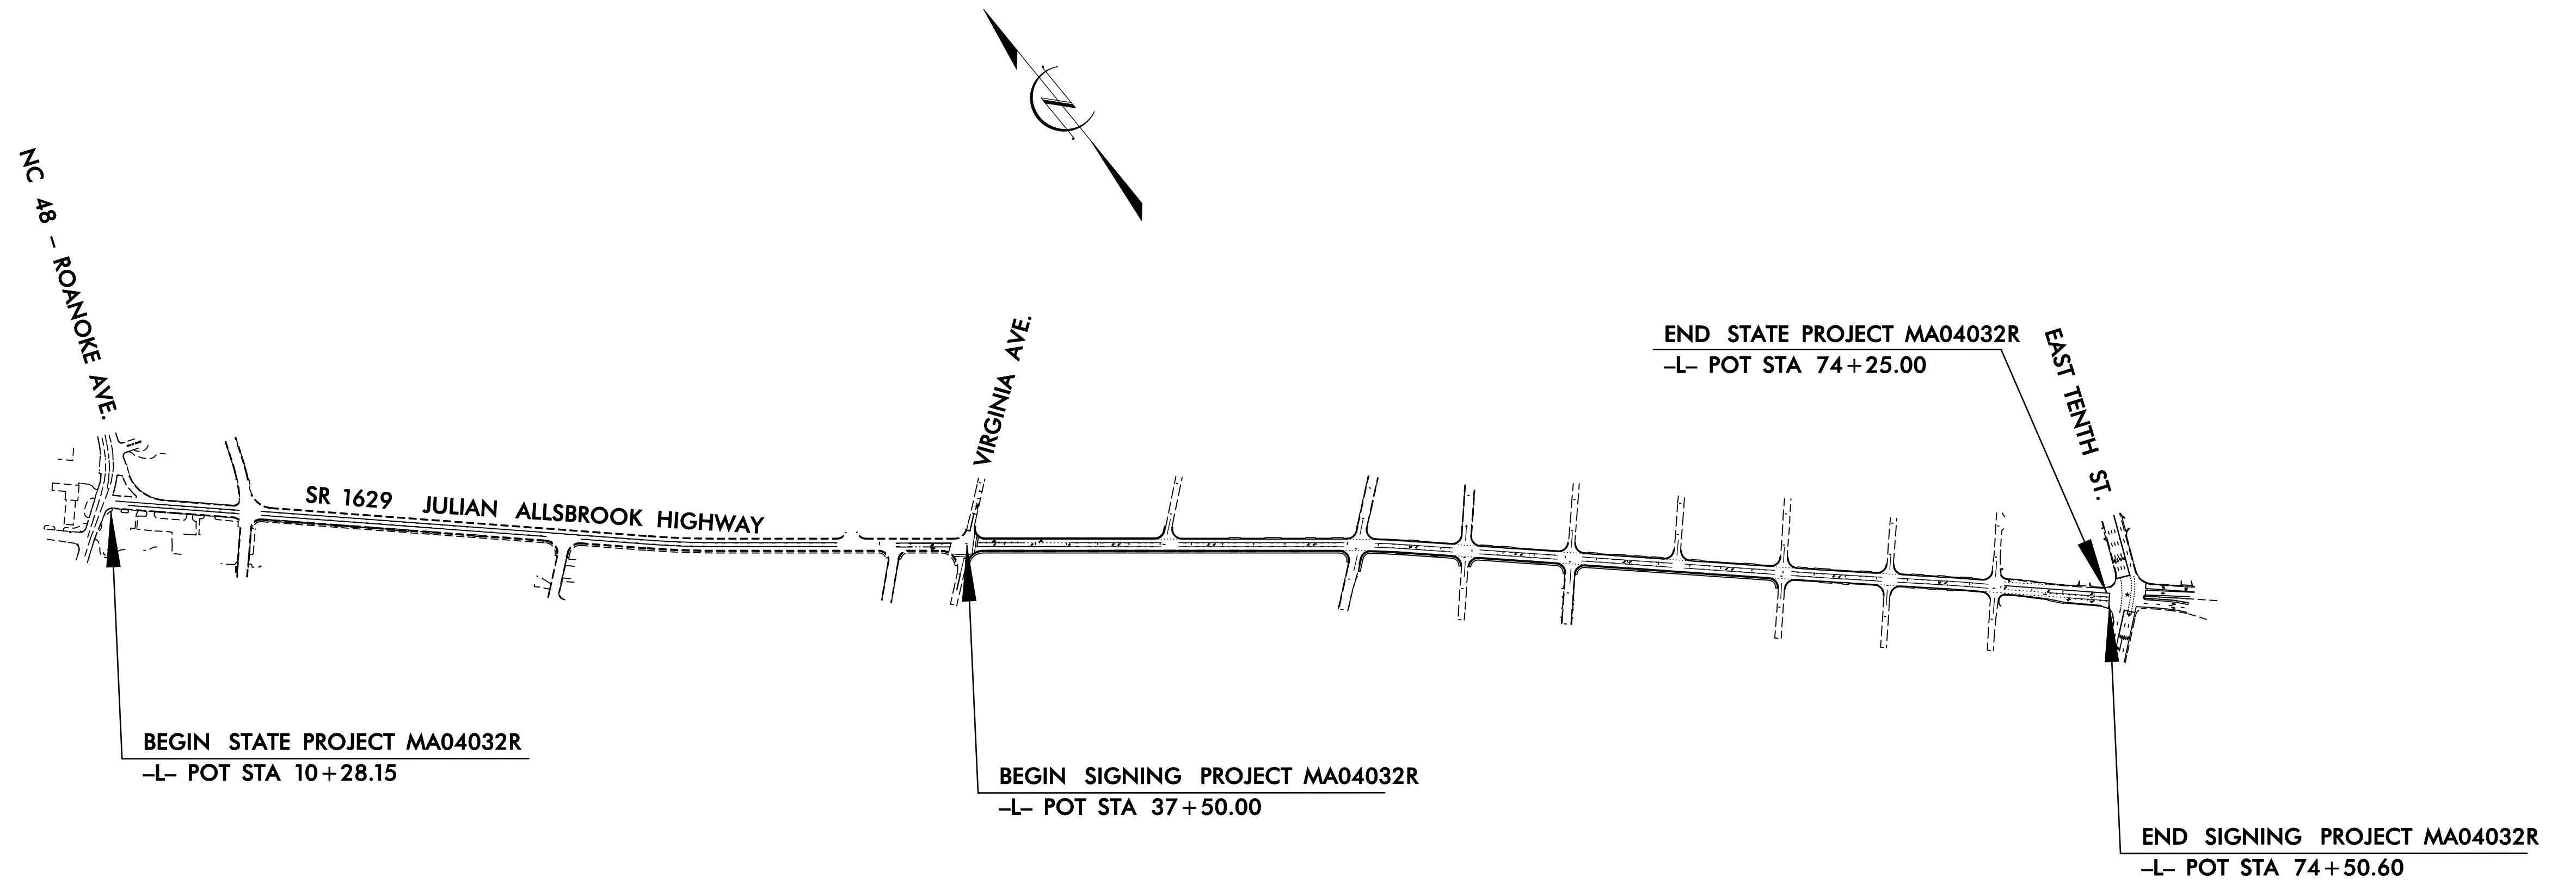 NC 48 – ROANOKE AVE.
SR 1629 JULIAN ALLSBROOK HIGHWAY
VIRGINIA AVE.
END STATE PROJECT MA04032R
–L– POT STA 74+25.00
EAST TENTH ST.
BEGIN STATE PROJECT MA04032R
–L– POT STA 10+28.15
BEGIN SIGNING PROJECT MA04032R
–L– POT STA 37+50.00
END SIGNING PROJECT MA04032R
–L– POT STA 74+50.60
N